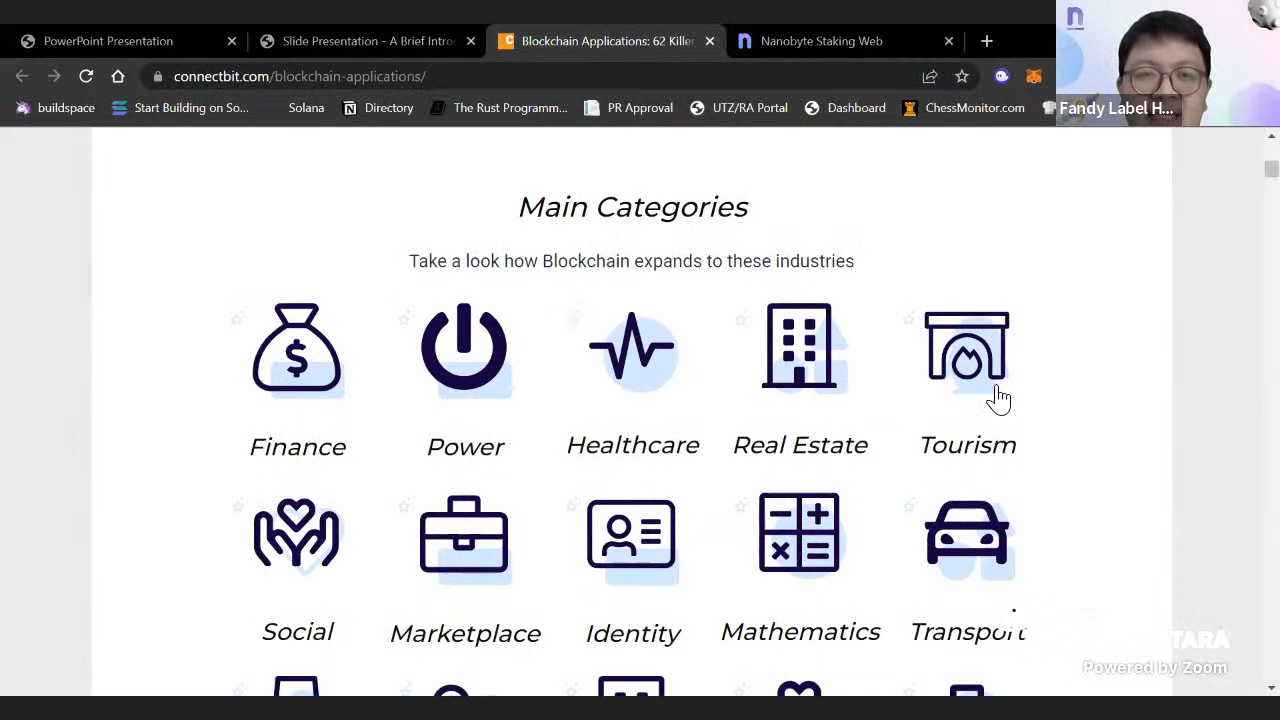 PowerPoint Presentation
Slide Presentation - A Brief Intro
Blockchain Applications: 62 Killer
Nanobyte Staking Web
n
connectbit.com/blockchain-applications/
buildspace
Start Building on So...
Solana
Directory
The Rust Programm...
PR Approval
UTZ/RA Portal
Dashboard
ChessMonitor.com
Fandy Label H...
Main Categories
Take a look how Blockchain expands to these industries
Finance
Power
Healthcare
Real Estate
Tourism
Social
Marketplace
Identity
Mathematics
Transport
TARA
Powered by Zoom